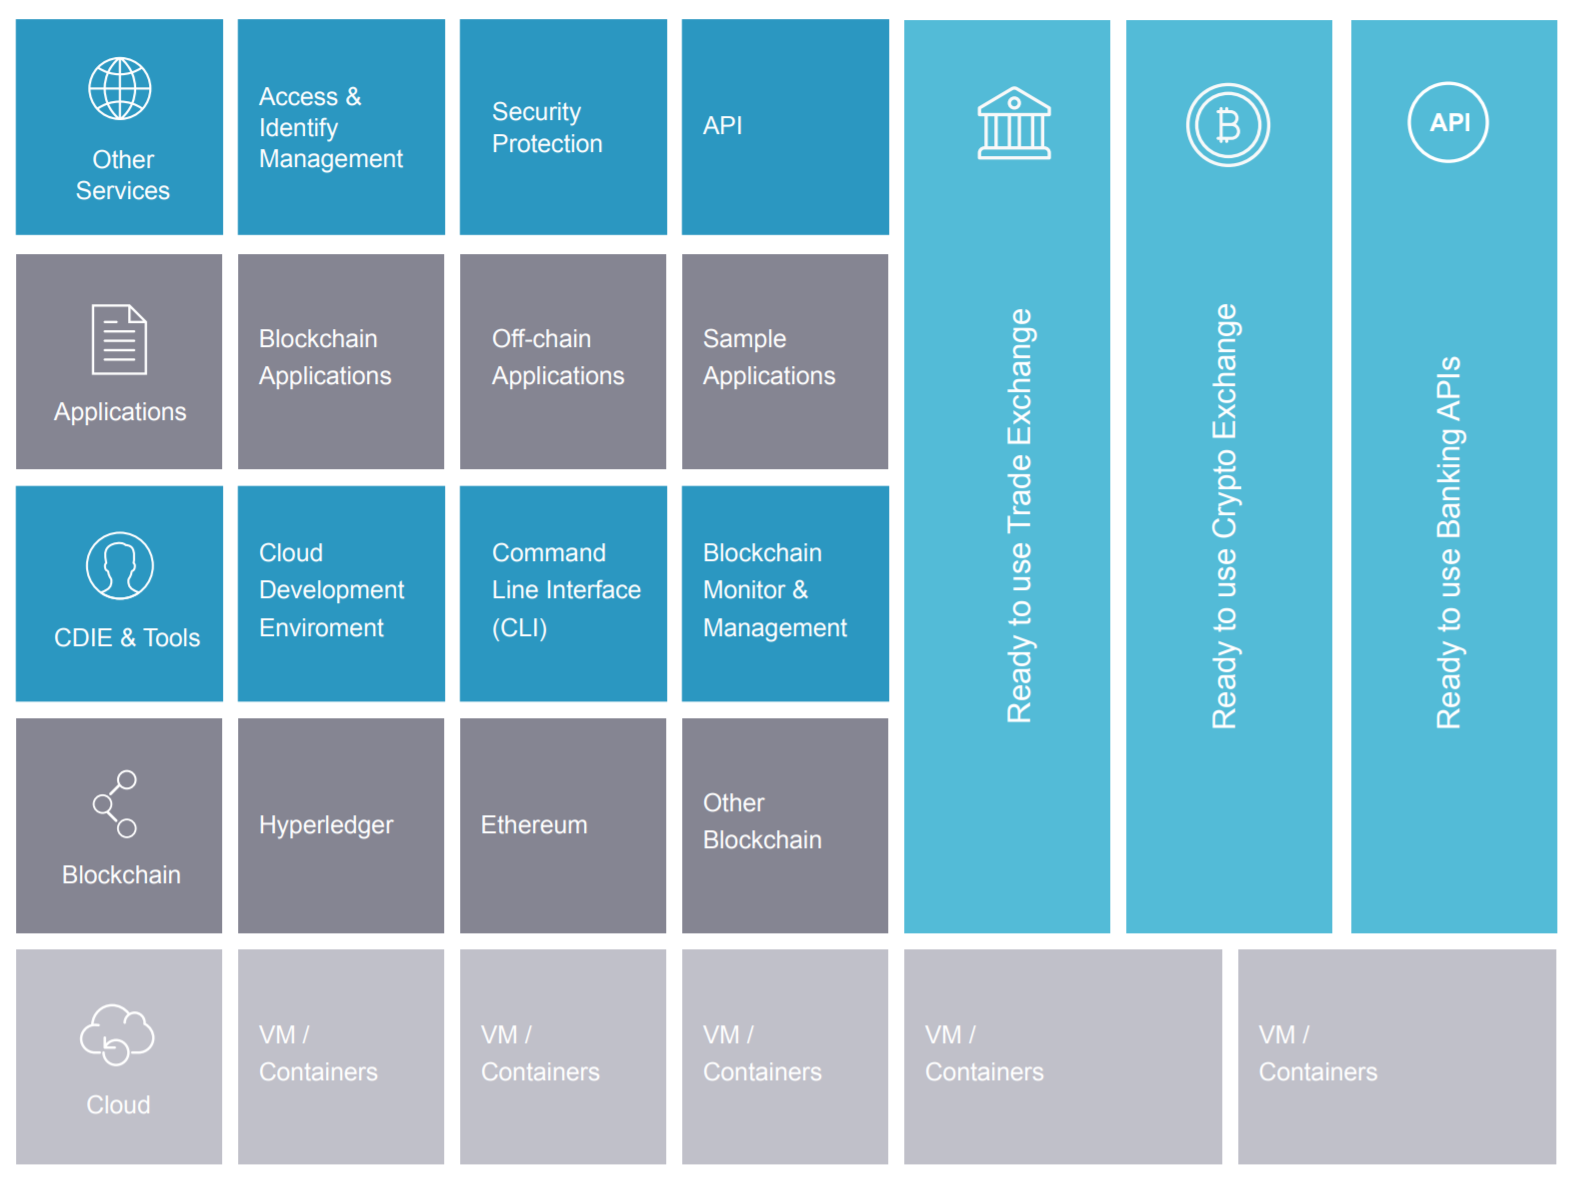 Other
Services
Access &
Identify
Management
Security
Protection
API
Applications
Blockchain
Applications
Off-chain
Applications
Sample
Applications
CDIE & Tools
Cloud
Development
Enviroment
Command
Line Interface
(CLI)
Blockchain
Monitor &
Management
Blockchain
Hyperledger
Ethereum
Other
Blockchain
Ready to use Trade Exchange
Ready to use Crypto Exchange
API
Ready to use Banking APIs
Cloud
VM /
Containers
VM /
Containers
VM /
Containers
VM /
Containers
VM /
Containers